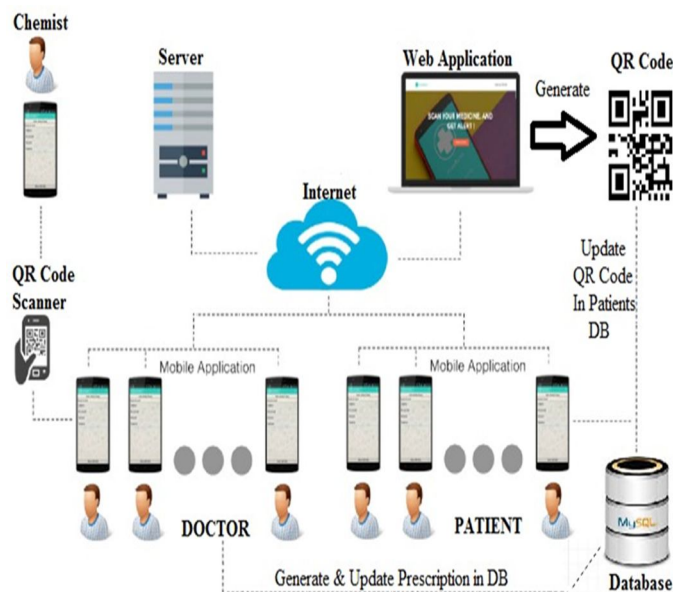 Chemist
Server
Web Application
QR Code
SCAN YOUR MEDICINE, AND
GET ALERT !
Generate
Internet
QR Code
Scanner
Update
QR Code
In Patients
DB
Mobile Application
Mobile Application
DOCTOR
PATIENT
MySQL
Generate & Update Prescription in DB
Database